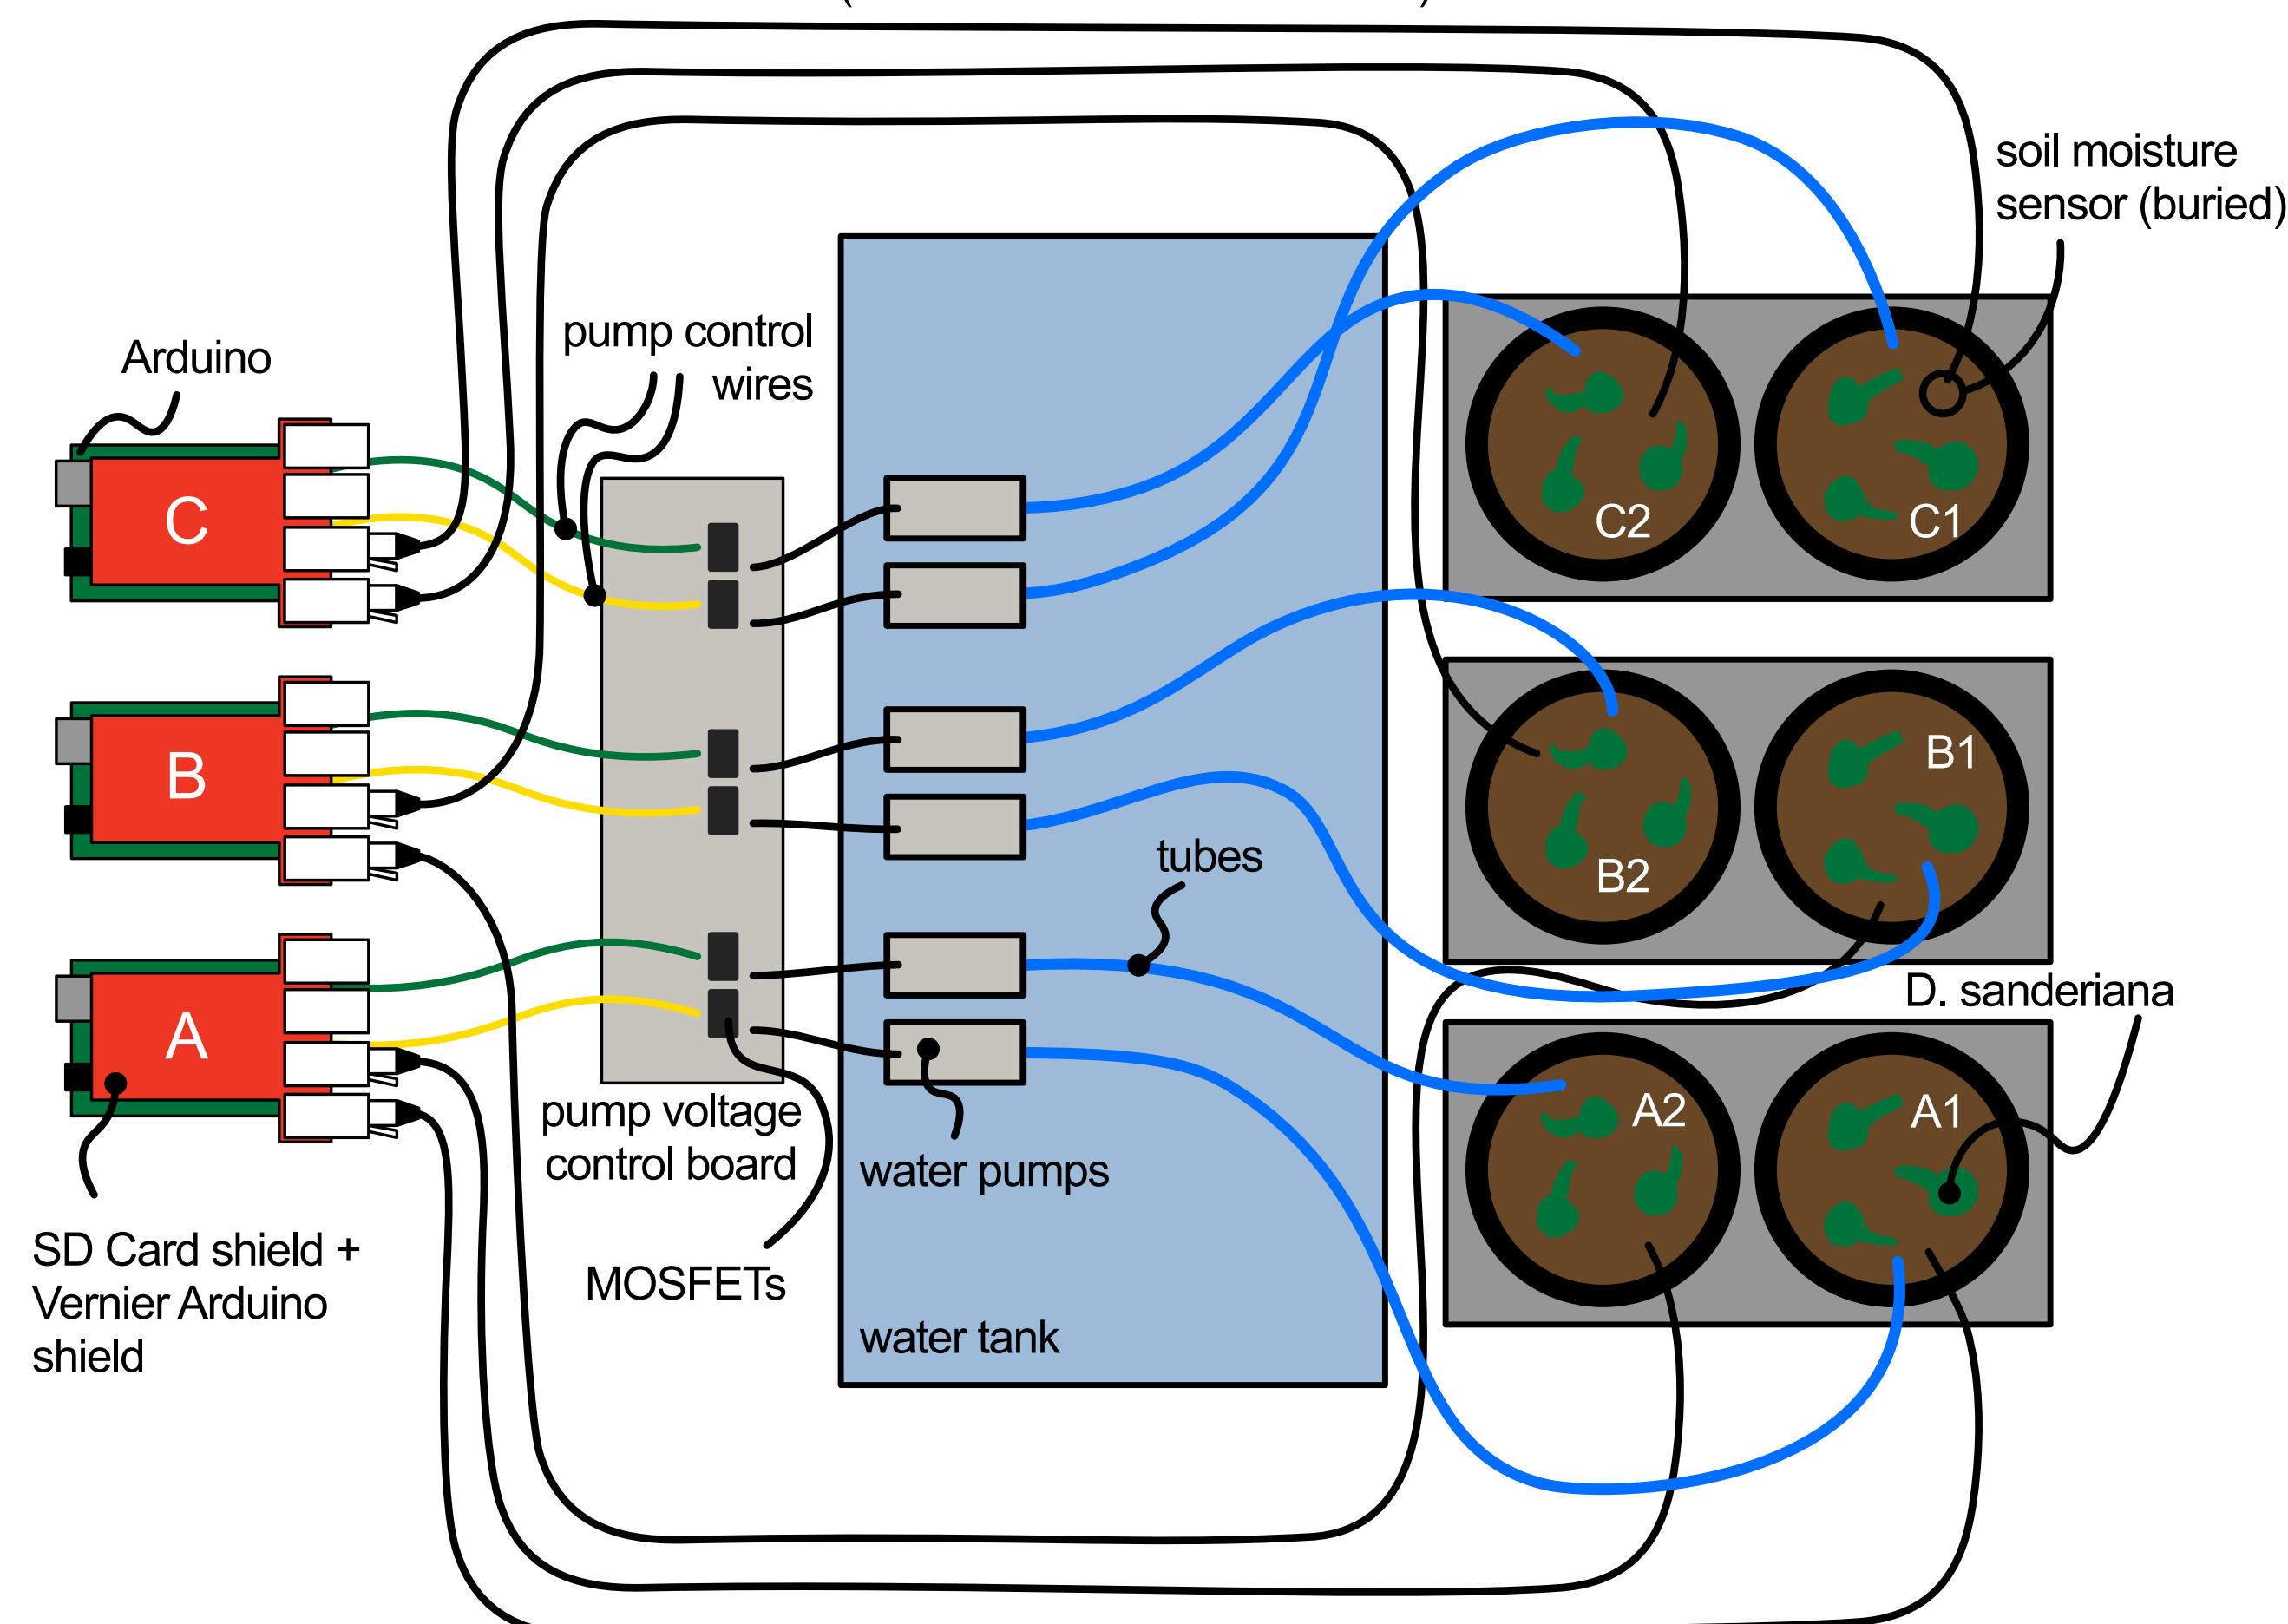 soil moisture
sensor (buried)
Arduino
pump control
wires
C
C2
C1
B
B1
B2
tubes
D. sanderiana
A
A2
A1
pump voltage
control board
water pumps
SD Card shield +
Vernier Arduino
shield
MOSFETs
water tank